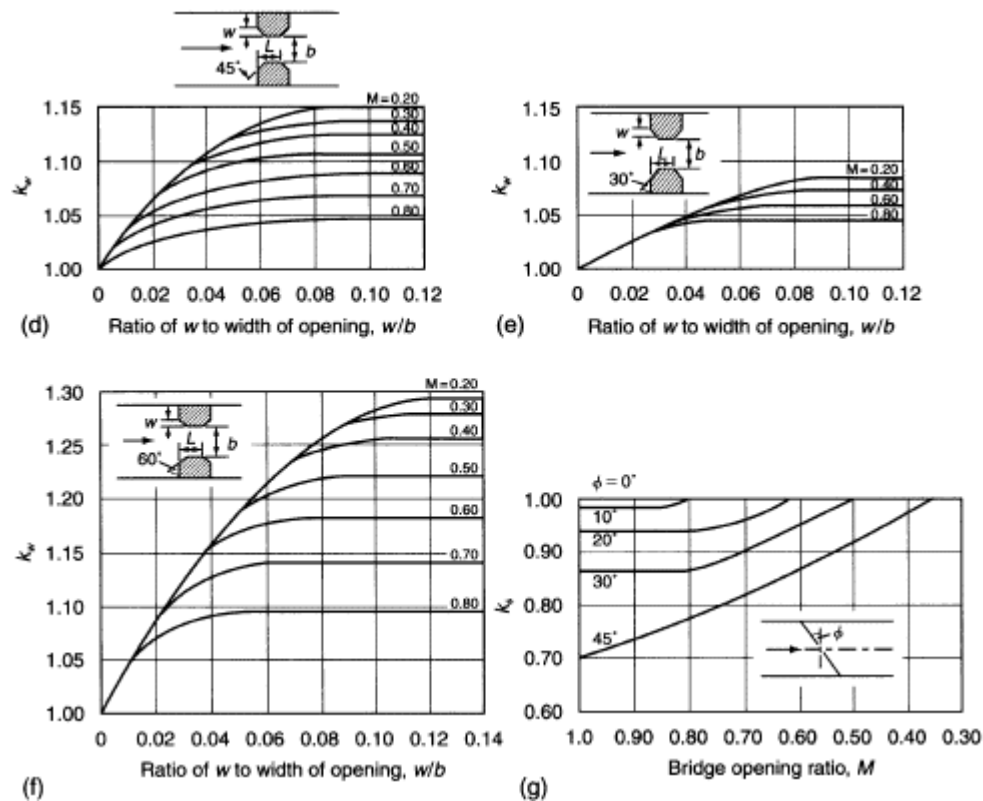 w
L
b
45°
k_w
1.15
1.10
1.05
1.00
M = 0.20
0.30
0.40
0.50
0.60
0.70
0.80
0 0.02 0.04 0.06 0.08 0.10 0.12
(d) Ratio of w to width of opening, w/b
w
L
b
30°
k_w
1.15
1.10
1.05
1.00
M = 0.20
0.40
0.60
0.80
0 0.02 0.04 0.06 0.08 0.10 0.12
(e) Ratio of w to width of opening, w/b
w
L
b
60°
k_w
1.30
1.25
1.20
1.15
1.10
1.05
1.00
M = 0.20
0.30
0.40
0.50
0.60
0.70
0.80
0 0.02 0.04 0.06 0.08 0.10 0.12 0.14
(f) Ratio of w to width of opening, w/b
ϕ = 0°
10°
20°
30°
45°
ϕ
k_s
1.00
0.90
0.80
0.70
0.60
1.0 0.90 0.80 0.70 0.60 0.50 0.40 0.30
(g) Bridge opening ratio, M